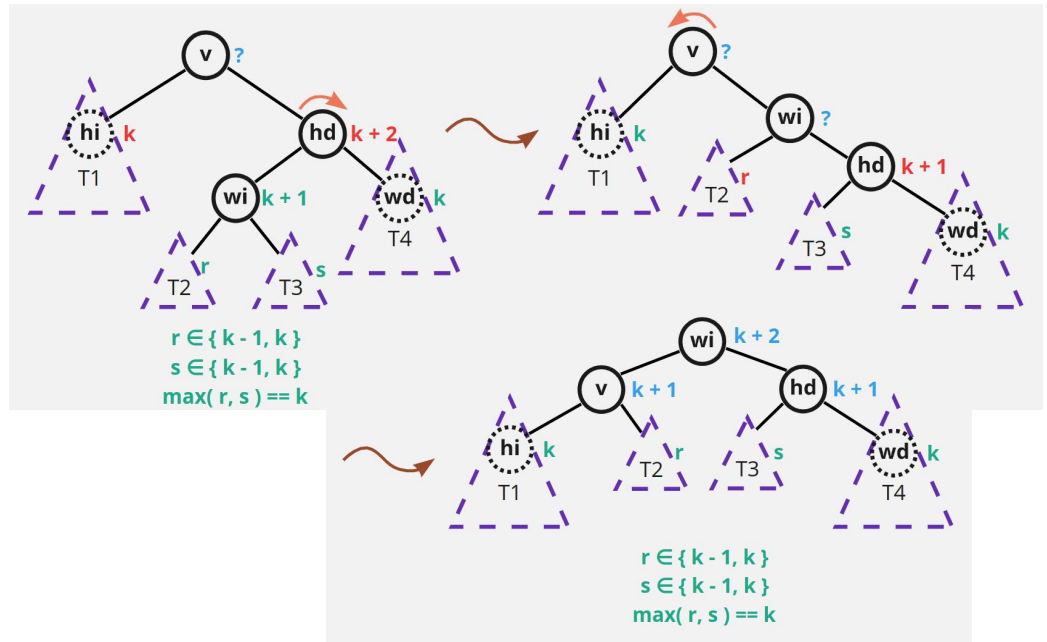 v ?
hi k
T1
hd k + 2
wi k + 1
wd k
T4
T2 r
T3 s
r ∈ { k - 1, k }
s ∈ { k - 1, k }
max( r, s ) == k
v ?
hi k
T1
wi ?
T2 r
hd k + 1
T3 s
wd k
T4
wi k + 2
v k + 1
hd k + 1
hi k
T1
T2 r
T3 s
wd k
T4
r ∈ { k - 1, k }
s ∈ { k - 1, k }
max( r, s ) == k